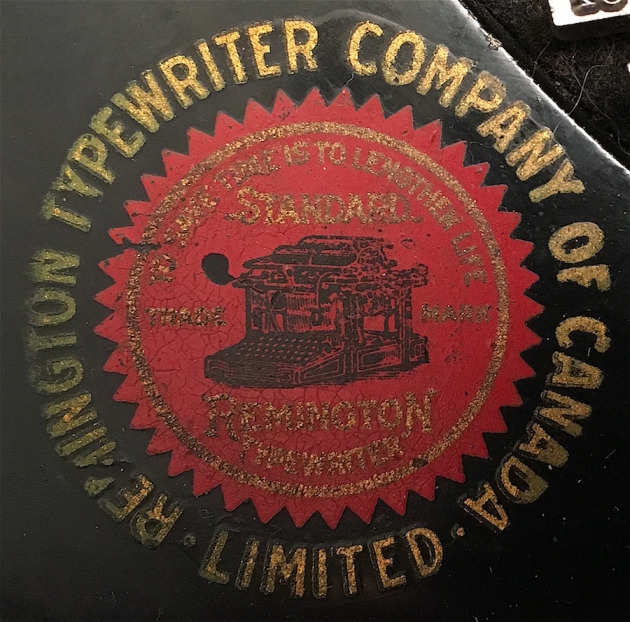 REMINGTON TYPEWRITER COMPANY OF CANADA
· LIMITED ·
TO SAVE TIME IS TO LENGTHEN LIFE
STANDARD
TRADE MARK
REMINGTON
TYPEWRITER